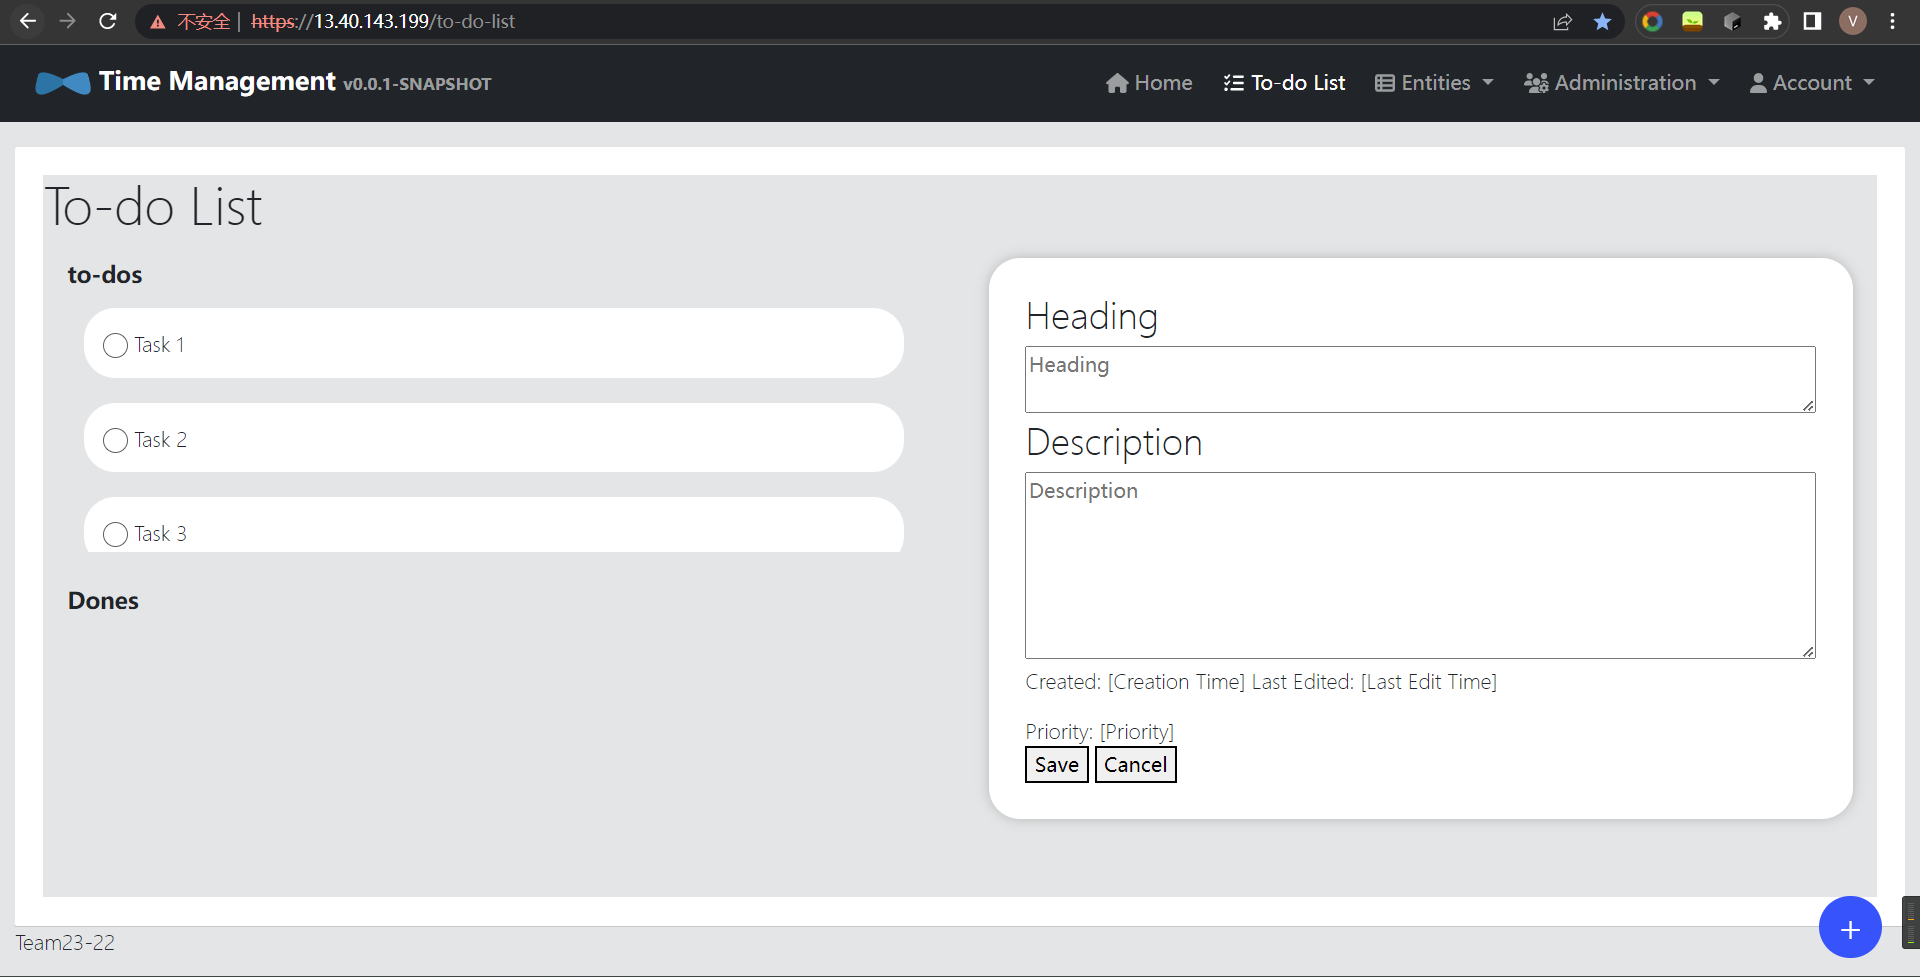 不安全 | https://13.40.143.199/to-do-list
V
Time Management v0.0.1-SNAPSHOT
Home To-do List Entities Administration Account
To-do List
to-dos
Task 1
Task 2
Task 3
Dones
Heading
Heading
Description
Description
Created: [Creation Time] Last Edited: [Last Edit Time]
Priority: [Priority]
Save Cancel
+
Team23-22